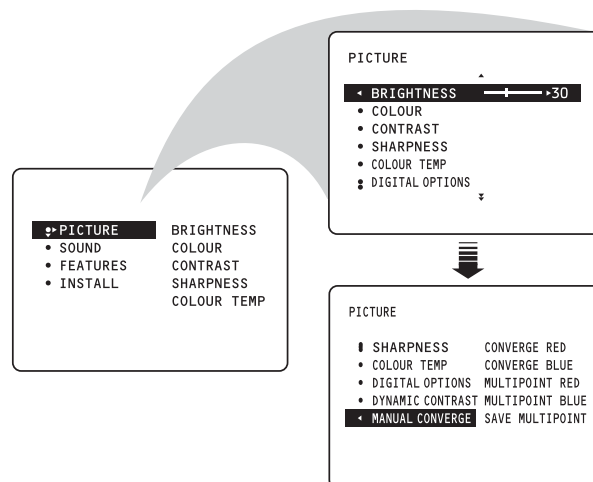 PICTURE
BRIGHTNESS 30
COLOUR
CONTRAST
SHARPNESS
COLOUR TEMP
DIGITAL OPTIONS
PICTURE BRIGHTNESS
SOUND COLOUR
FEATURES CONTRAST
INSTALL SHARPNESS
COLOUR TEMP
PICTURE
SHARPNESS CONVERGE RED
COLOUR TEMP CONVERGE BLUE
DIGITAL OPTIONS MULTIPOINT RED
DYNAMIC CONTRAST MULTIPOINT BLUE
MANUAL CONVERGE SAVE MULTIPOINT